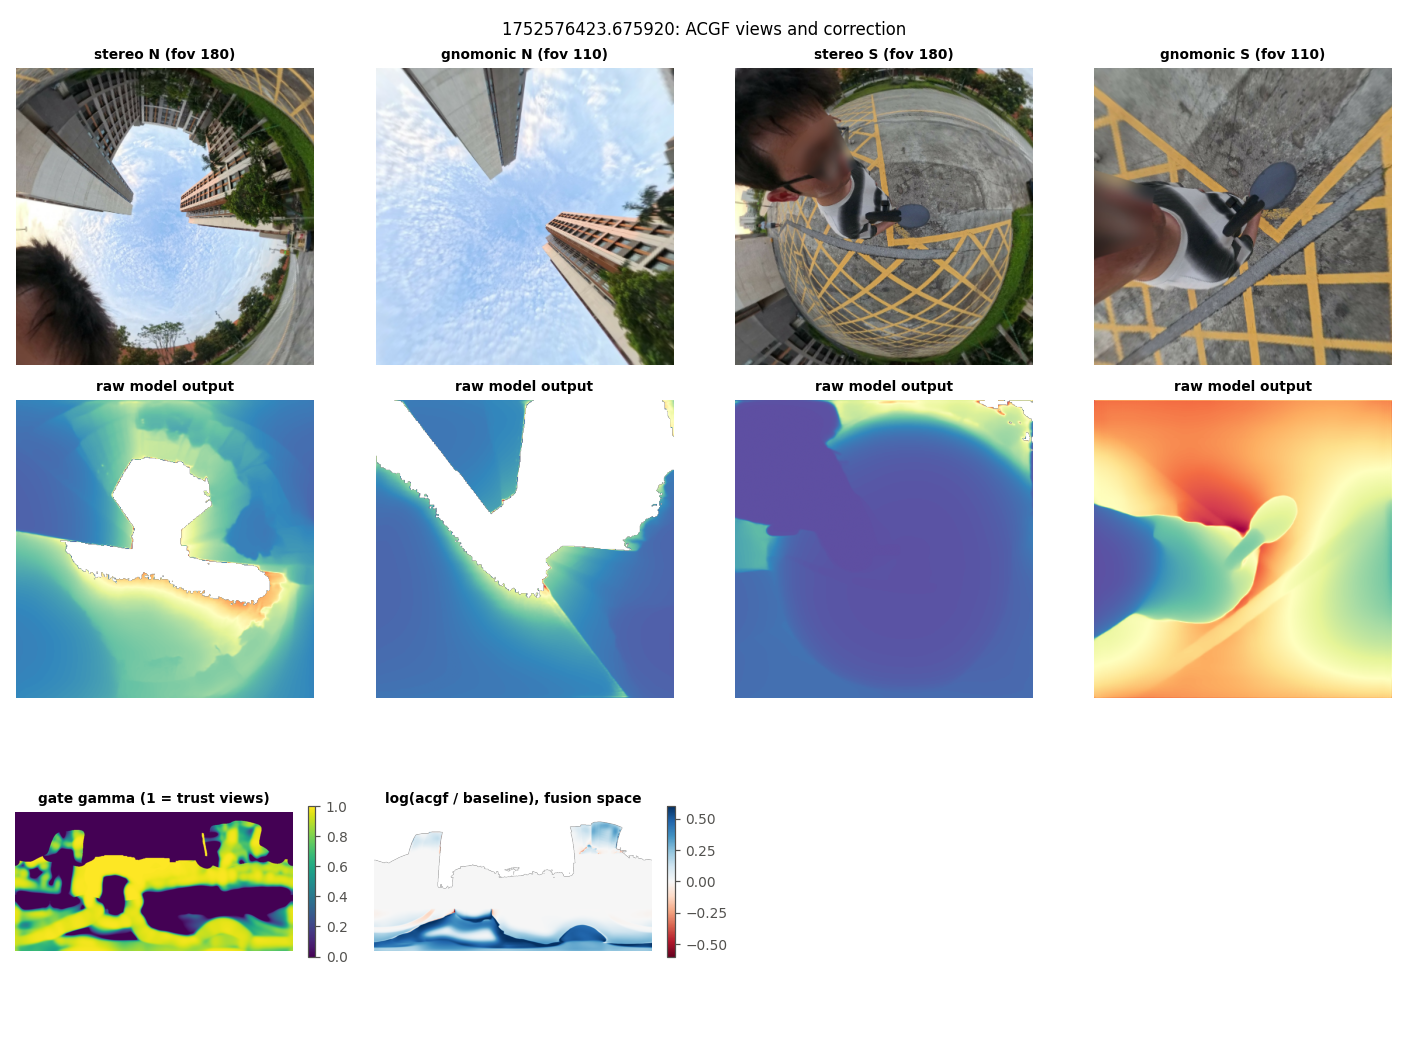 1752576423.675920: ACGF views and correction
stereo N (fov 180)
gnomonic N (fov 110)
stereo S (fov 180)
gnomonic S (fov 110)
raw model output
raw model output
raw model output
raw model output
gate gamma (1 = trust views)
1.0
0.8
0.6
0.4
0.2
0.0
log(acgf / baseline), fusion space
0.50
0.25
0.00
−0.25
−0.50